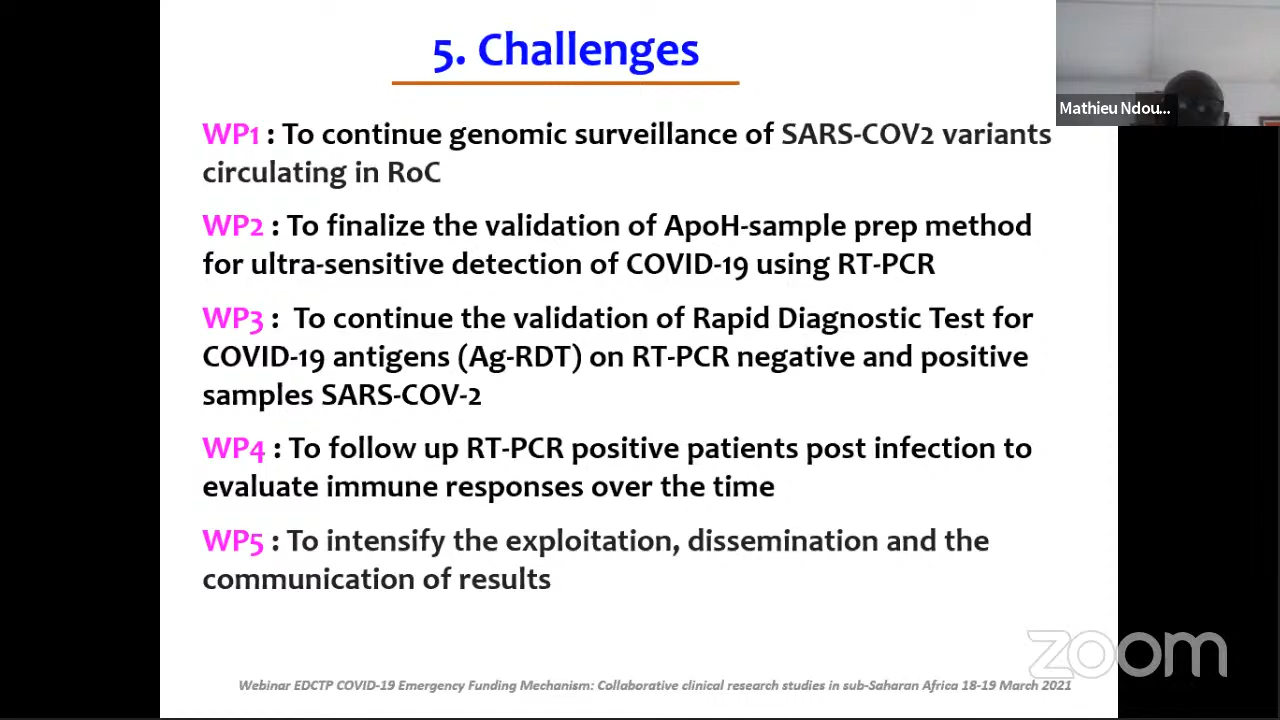 5. Challenges
Mathieu Ndou...
WP1 : To continue genomic surveillance of SARS-COV2 variants
circulating in RoC
WP2 : To finalize the validation of ApoH-sample prep method
for ultra-sensitive detection of COVID-19 using RT-PCR
WP3 : To continue the validation of Rapid Diagnostic Test for
COVID-19 antigens (Ag-RDT) on RT-PCR negative and positive
samples SARS-COV-2
WP4 : To follow up RT-PCR positive patients post infection to
evaluate immune responses over the time
WP5 : To intensify the exploitation, dissemination and the
communication of results
zoom
Webinar EDCTP COVID-19 Emergency Funding Mechanism: Collaborative clinical research studies in sub-Saharan Africa 18-19 March 2021